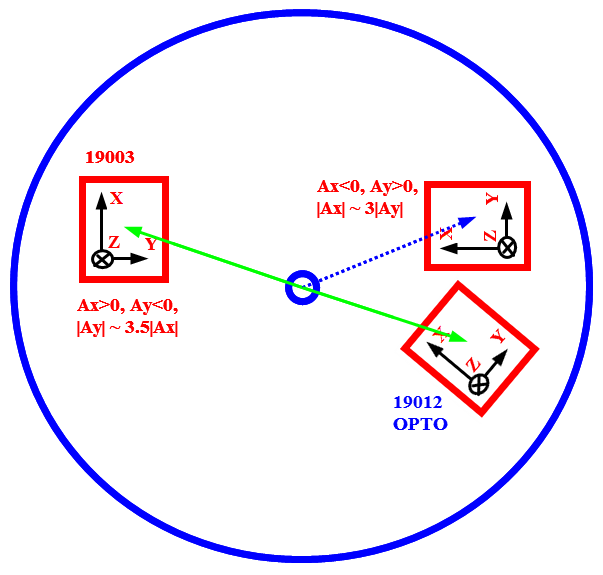 19003
X
Z
Y
Ax>0, Ay<0,
|Ay| ~ 3.5|Ax|
Ax<0, Ay>0,
|Ax| ~ 3|Ay|
Y
X
Z
X
Y
Z
19012
OPTO